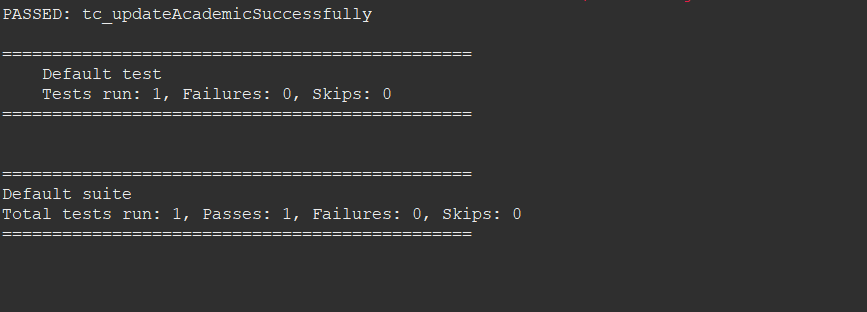 PASSED: tc_updateAcademicSuccessfully
===============================================
    Default test
    Tests run: 1, Failures: 0, Skips: 0
===============================================
===============================================
Default suite
Total tests run: 1, Passes: 1, Failures: 0, Skips: 0
===============================================